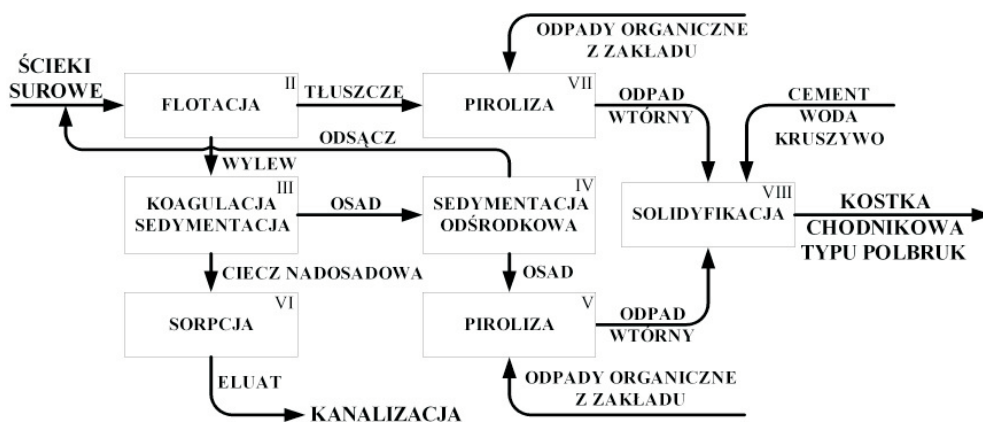 ODPADY ORGANICZNE
Z ZAKŁADU
ŚCIEKI
SUROWE
II
FLOTACJA
TŁUSZCZE
VII
PIROLIZA
ODPAD
WTÓRNY
CEMENT
WODA
KRUSZYWO
ODSĄCZ
WYLEW
III
KOAGULACJA
SEDYMENTACJA
OSAD
IV
SEDYMENTACJA
ODŚRODKOWA
VIII
SOLIDYFIKACJA
KOSTKA
CHODNIKOWA
TYPU POLBRUK
CIECZ NADOSADOWA
OSAD
VI
SORPCJA
V
PIROLIZA
ODPAD
WTÓRNY
ELUAT
KANALIZACJA
ODPADY ORGANICZNE
Z ZAKŁADU